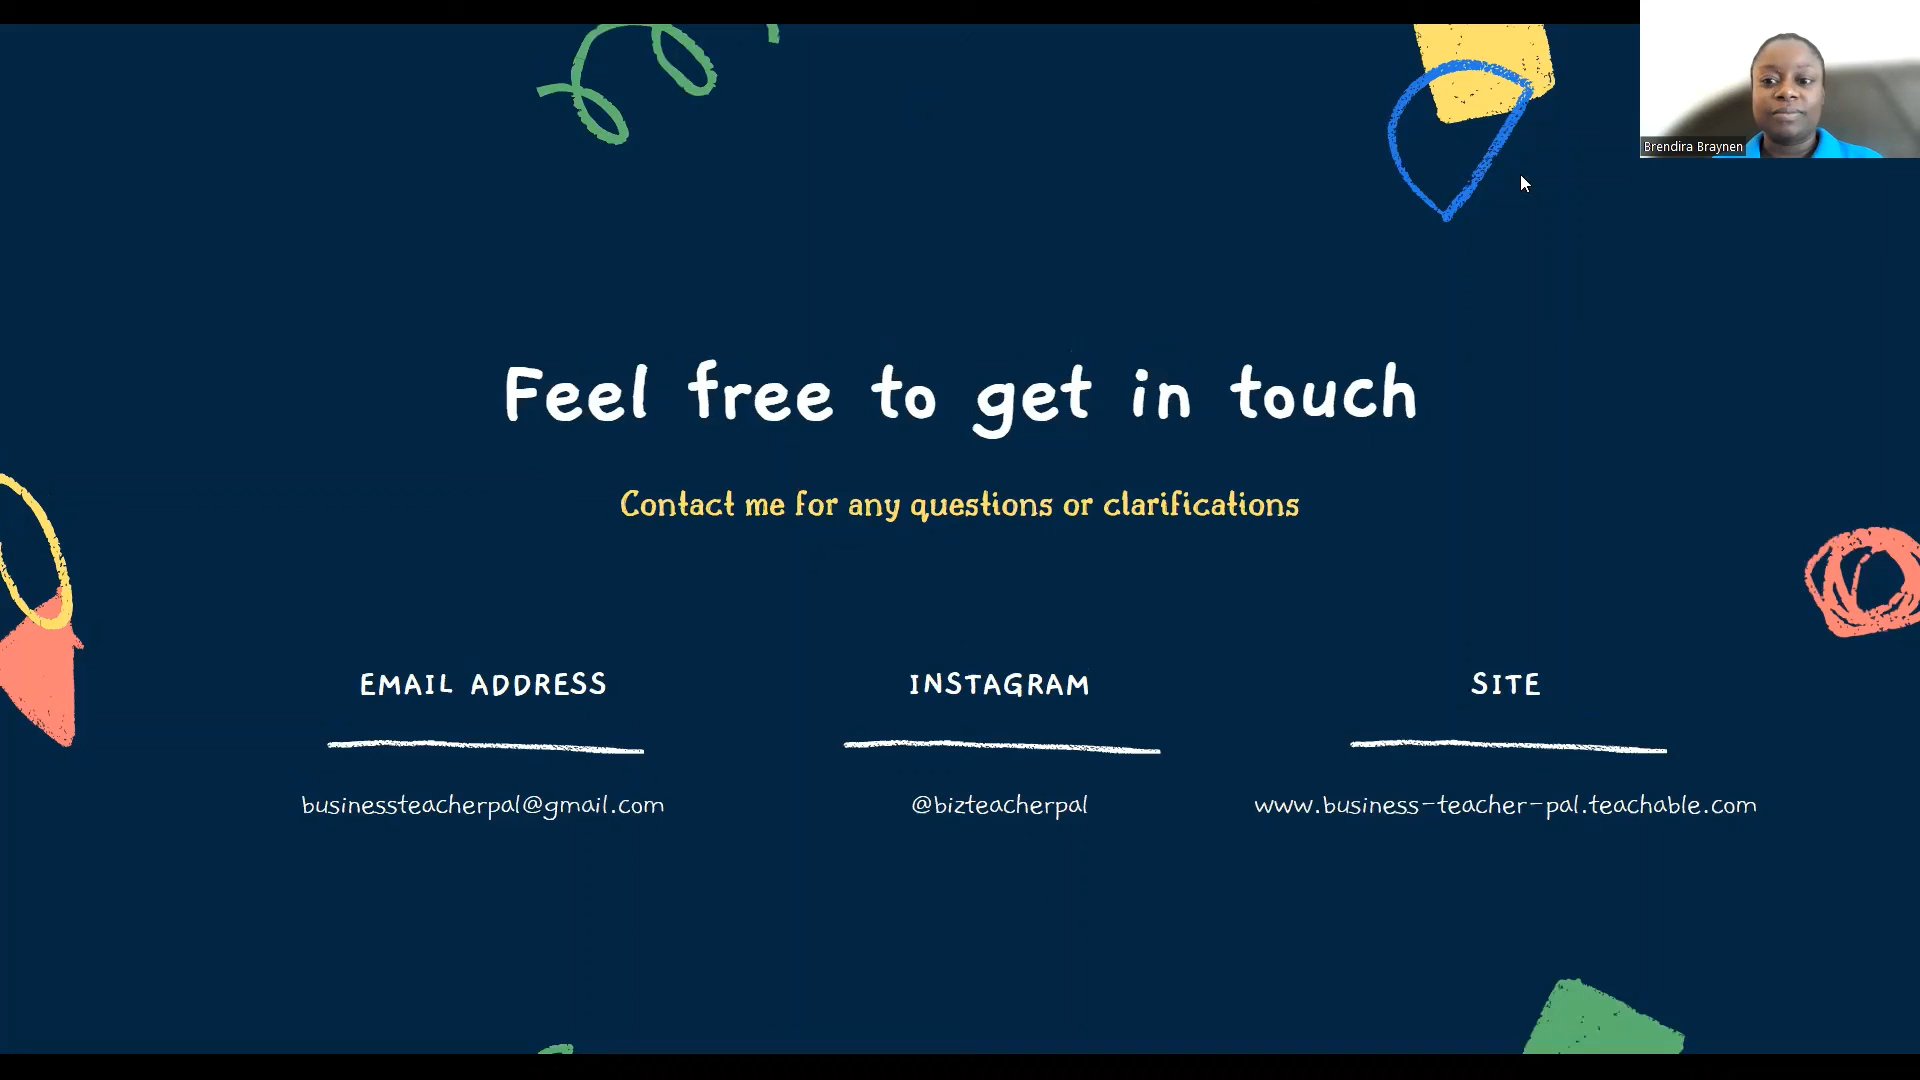 Brendira Braynen
Feel free to get in touch
Contact me for any questions or clarifications
EMAIL ADDRESS
businessteacherpal@gmail.com
INSTAGRAM
@bizteacherpal
SITE
www.business-teacher-pal.teachable.com